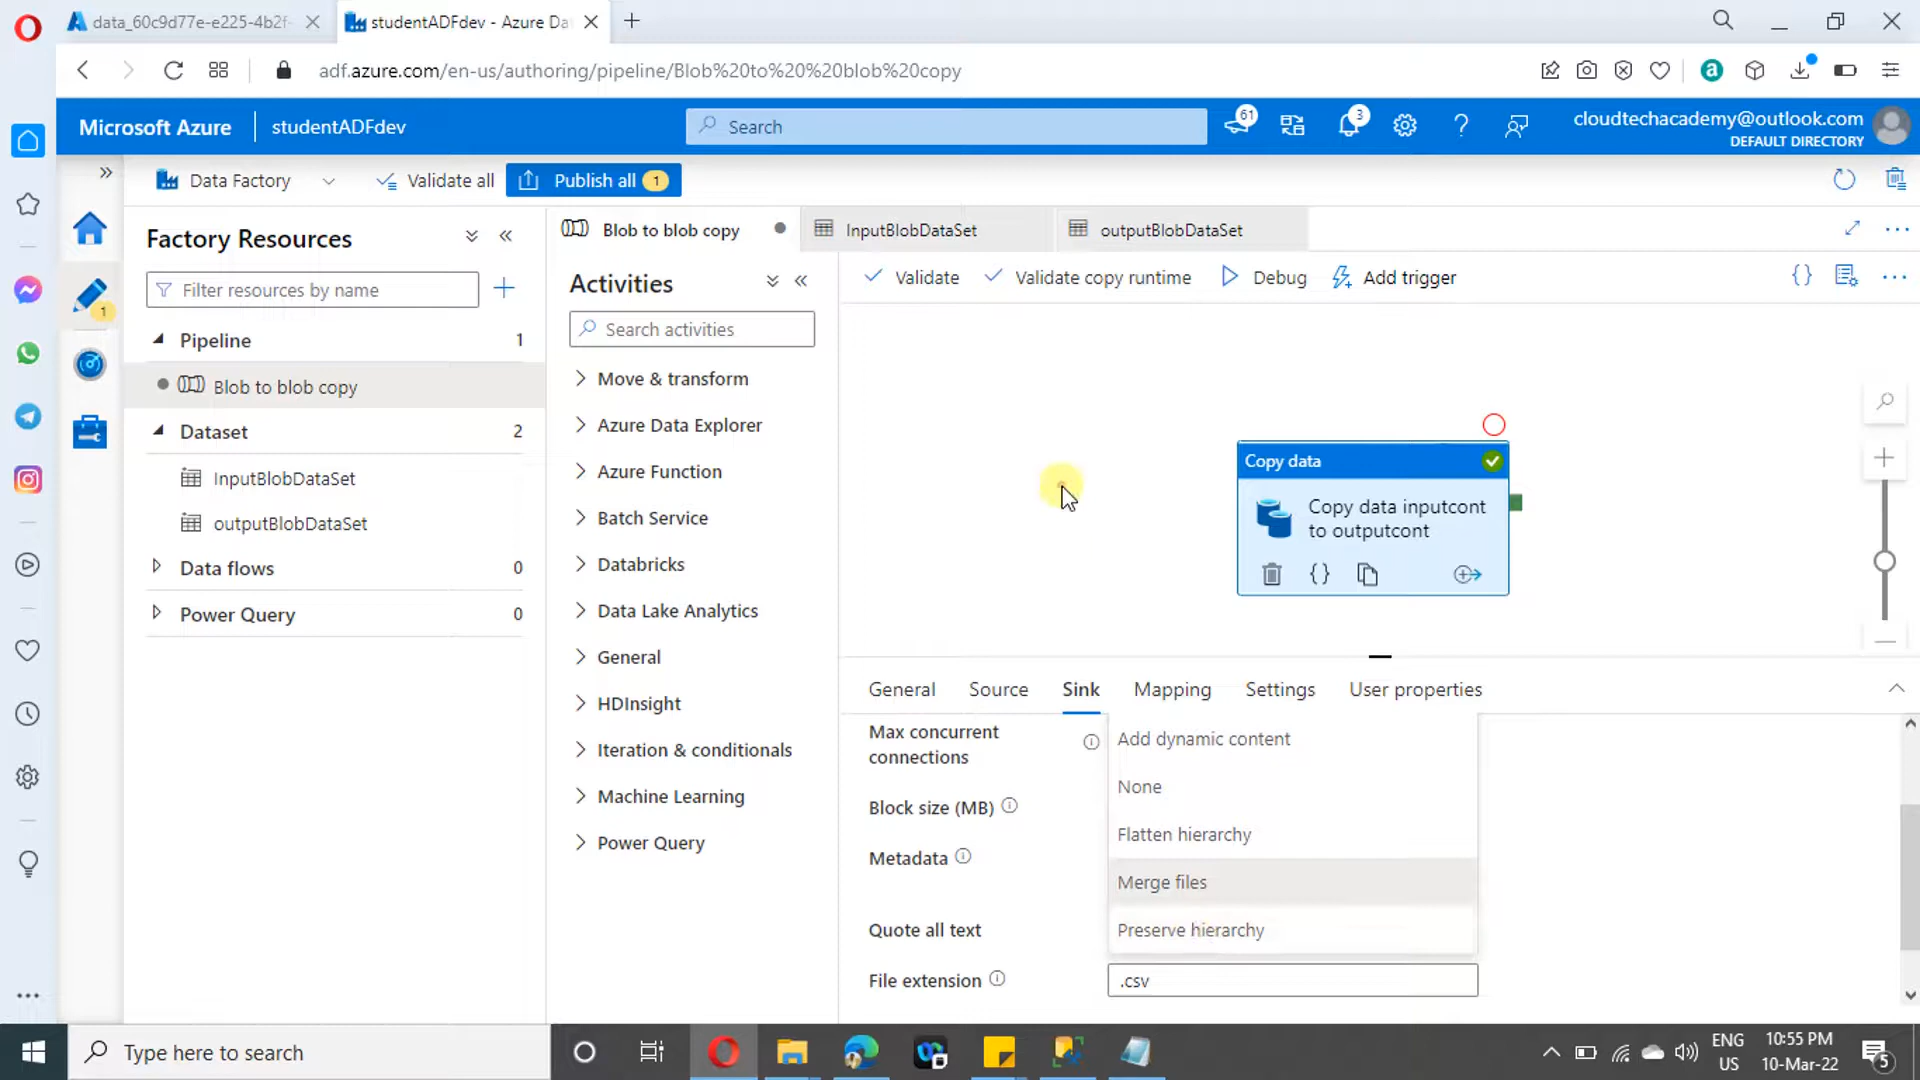 data_60c9d77e-e225-4b2f-
studentADFdev - Azure Da
adf.azure.com/en-us/authoring/pipeline/Blob%20to%20%20blob%20copy
Microsoft Azure
studentADFdev
Search
61
3
cloudtechacademy@outlook.com
DEFAULT DIRECTORY
Data Factory
Validate all
Publish all
1
Factory Resources
Filter resources by name
1
Pipeline
1
Blob to blob copy
Dataset
2
InputBlobDataSet
outputBlobDataSet
Data flows
0
Power Query
0
Blob to blob copy
InputBlobDataSet
outputBlobDataSet
Activities
Search activities
Move & transform
Azure Data Explorer
Azure Function
Batch Service
Databricks
Data Lake Analytics
General
HDInsight
Iteration & conditionals
Machine Learning
Power Query
Validate
Validate copy runtime
Debug
Add trigger
Copy data
Copy data inputcont
to outputcont
General
Source
Sink
Mapping
Settings
User properties
Max concurrent
connections
Block size (MB)
Metadata
Quote all text
File extension
Add dynamic content
None
Flatten hierarchy
Merge files
Preserve hierarchy
.csv
Type here to search
ENG
US
10:55 PM
10-Mar-22
5